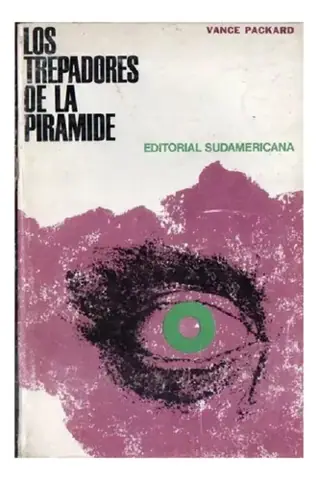 LOS
TREPADORES
DE LA
PIRAMIDE
VANCE PACKARD
EDITORIAL SUDAMERICANA